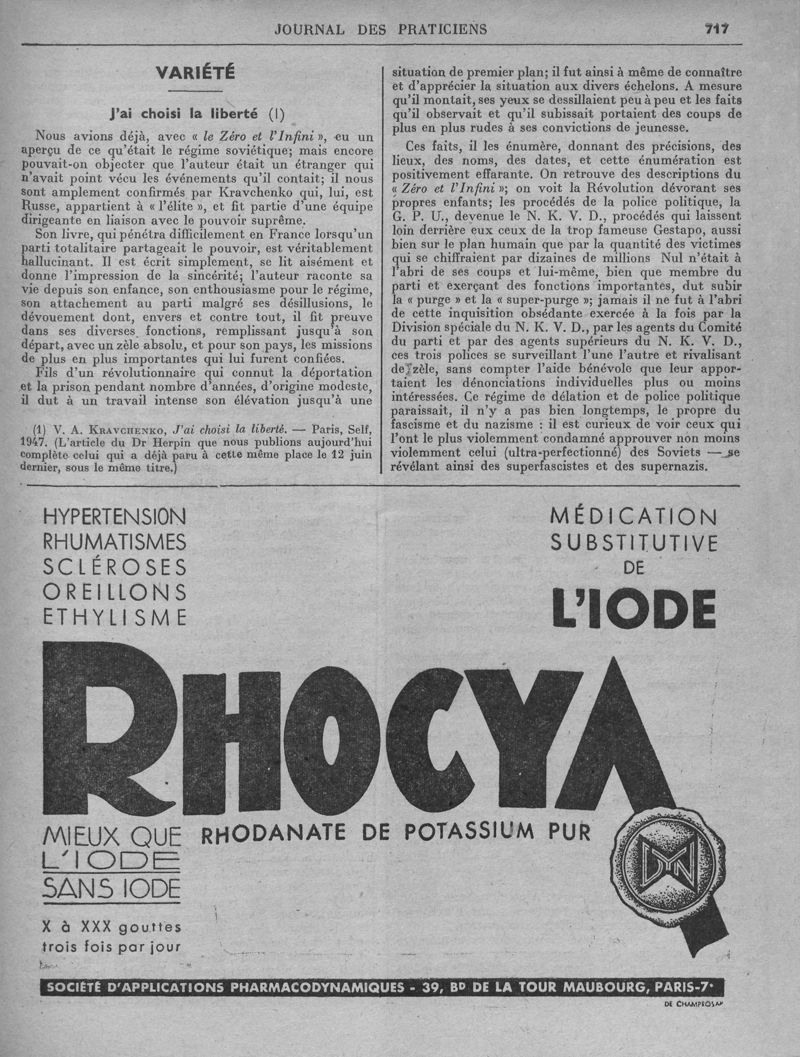 JOURNAL DES PRATICIENS 717
VARIÉTÉ
J'ai choisi la liberté (1)
Nous avions déjà, avec « le Zéro et l'Infini », eu un
aperçu de ce qu'était le régime soviétique; mais encore
pouvait-on objecter que l'auteur était un étranger qui
n'avait point vécu les événements qu'il contait; il nous
sont amplement confirmés par Kravchenko qui, lui, est
Russe, appartient à « l'élite », et fit partie d'une équipe
dirigeante en liaison avec le pouvoir suprême.
Son livre, qui pénétra difficilement en France lorsqu'un
parti totalitaire partageait le pouvoir, est véritablement
hallucinant. Il est écrit simplement, se lit aisément et
donne l'impression de la sincérité; l'auteur raconte sa
vie depuis son enfance, son enthousiasme pour le régime,
son attachement au parti malgré ses désillusions, le
dévouement dont, envers et contre tout, il fit preuve
dans ses diverses fonctions, remplissant jusqu'à son
départ, avec un zèle absolu, et pour son pays, les missions
de plus en plus importantes qui lui furent confiées.
Fils d'un révolutionnaire qui connut la déportation
et la prison pendant nombre d'années, d'origine modeste,
il dut à un travail intense son élévation jusqu'à une
(1) V. A. KRAVCHENKO, J'ai choisi la liberté. — Paris, Self,
1947. (L'article du Dr Herpin que nous publions aujourd'hui
complète celui qui a déjà paru à cette même place le 12 juin
dernier, sous le même titre.)
situation de premier plan; il fut ainsi à même de connaître
et d'apprécier la situation aux divers échelons. A mesure
qu'il montait, ses yeux se dessillaient peu à peu et les faits
qu'il observait et qu'il subissait portaient des coups de
plus en plus rudes à ses convictions de jeunesse.
Ces faits, il les énumère, donnant des précisions, des
lieux, des noms, des dates, et cette énumération est
positivement effarante. On retrouve des descriptions du
« Zéro et l'Infini »; on voit la Révolution dévorant ses
propres enfants; les procédés de la police politique, la
G. P. U., devenue le N. K. V. D., procédés qui laissent
loin derrière eux ceux de la trop fameuse Gestapo, aussi
bien sur le plan humain que par la quantité des victimes
qui se chiffraient par dizaines de millions Nul n'était à
l'abri de ses coups et lui-même, bien que membre du
parti et exerçant des fonctions importantes, dut subir
la « purge » et la « super-purge »; jamais il ne fut à l'abri
de cette inquisition obsédante exercée à la fois par la
Division spéciale du N. K. V. D., par les agents du Comité
du parti et par des agents supérieurs du N. K. V. D.,
ces trois polices se surveillant l'une l'autre et rivalisant
de zèle, sans compter l'aide bénévole que leur appor-
taient les dénonciations individuelles plus ou moins
intéressées. Ce régime de délation et de police politique
paraissait, il n'y a pas bien longtemps, le propre du
fascisme et du nazisme : il est curieux de voir ceux qui
l'ont le plus violemment condamné approuver non moins
violemment celui (ultra-perfectionné) des Soviets — se
révélant ainsi des superfascistes et des supernazis.
HYPERTENSION
RHUMATISMES
SCLÉROSES
OREILLONS
ETHYLISME
MÉDICATION
SUBSTITUTIVE
DE
L'IODE
RHOCYA
RHODANATE DE POTASSIUM PUR
MIEUX QUE
L'IODE
SANS IODE
X à XXX gouttes
trois fois par jour
DYN
SOCIÉTÉ D'APPLICATIONS PHARMACODYNAMIQUES - 39, BD DE LA TOUR MAUBOURG, PARIS-7e